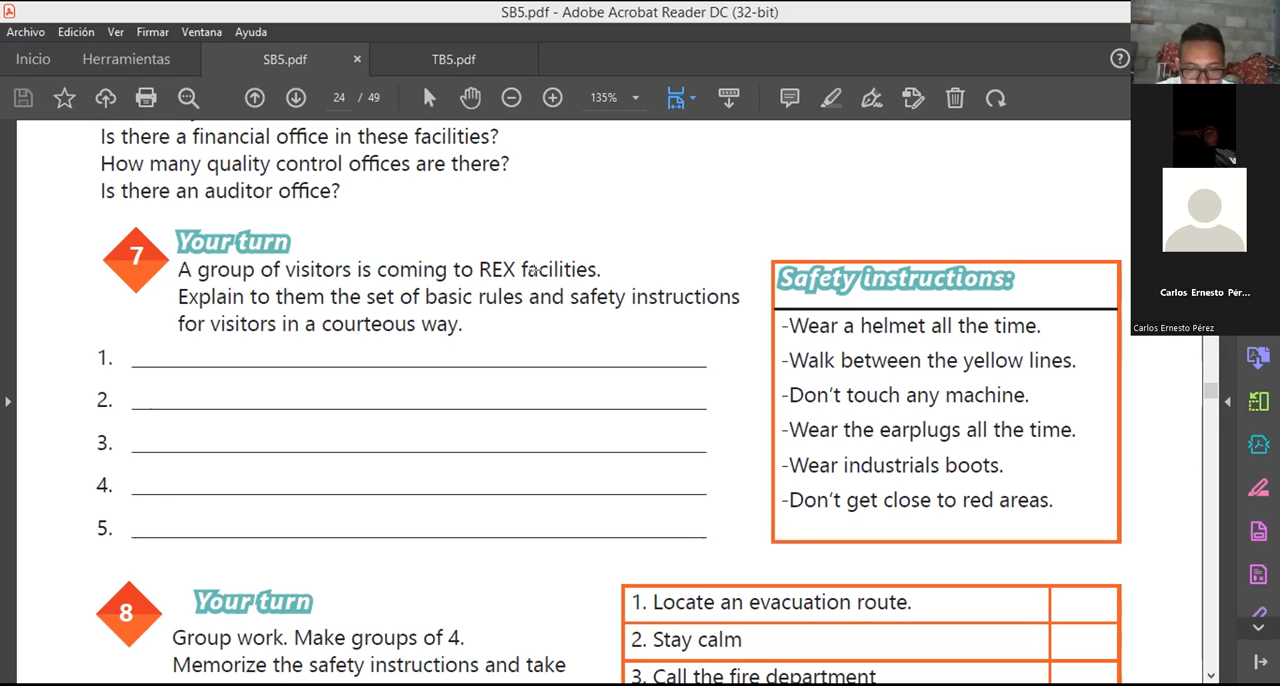 SB5.pdf - Adobe Acrobat Reader DC (32-bit)
Archivo Edición Ver Firmar Ventana Ayuda
Inicio Herramientas SB5.pdf × TB5.pdf
24 / 49 135%
Is there a financial office in these facilities?
How many quality control offices are there?
Is there an auditor office?
7 Your turn
A group of visitors is coming to REX facilities.
Explain to them the set of basic rules and safety instructions
for visitors in a courteous way.
1.
2.
3.
4.
5.
Safety instructions:
-Wear a helmet all the time.
-Walk between the yellow lines.
-Don't touch any machine.
-Wear the earplugs all the time.
-Wear industrials boots.
-Don't get close to red areas.
8 Your turn
Group work. Make groups of 4.
Memorize the safety instructions and take
1. Locate an evacuation route.
2. Stay calm
3. Call the fire department
Carlos Ernesto Pér...
Carlos Ernesto Pérez